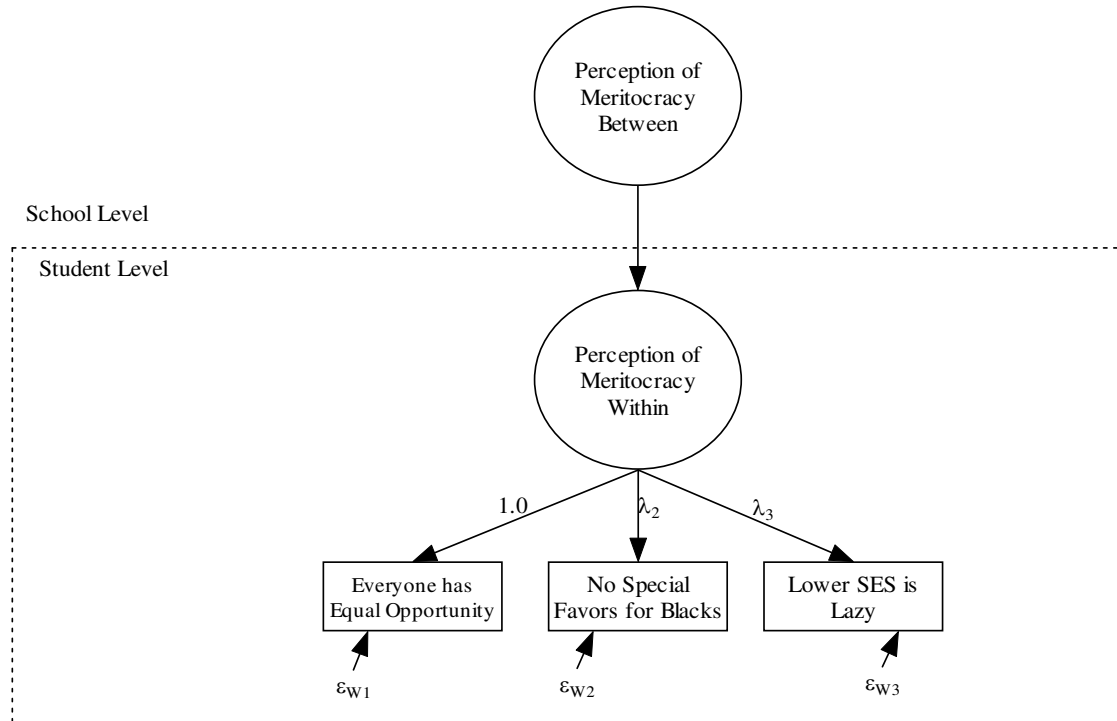 Perception of
Meritocracy
Between
School Level
Student Level
Perception of
Meritocracy
Within
1.0
λ2
λ3
Everyone has
Equal Opportunity
No Special
Favors for Blacks
Lower SES is
Lazy
εW1
εW2
εW3